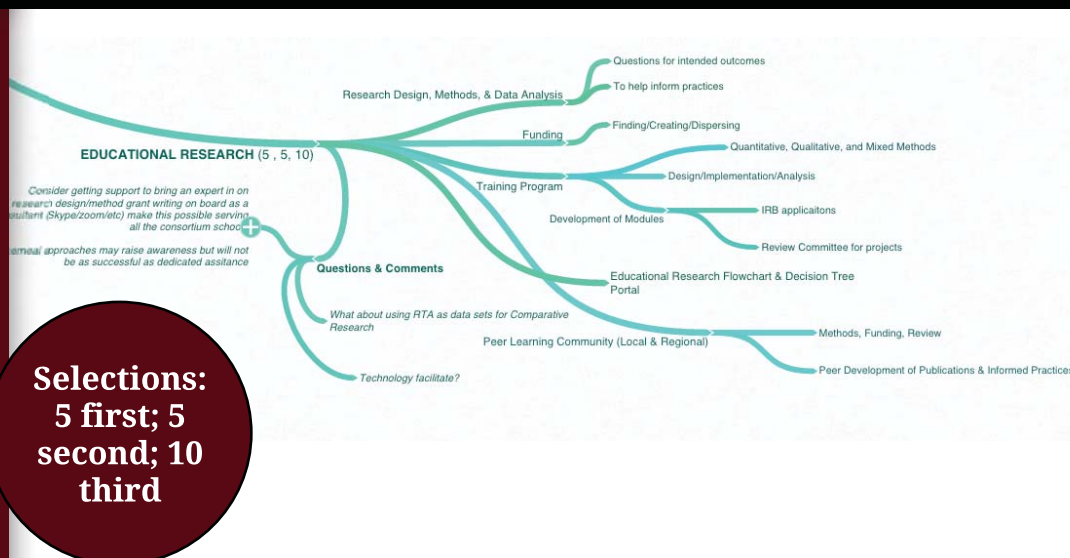 Questions for intended outcomes
To help inform practices
Research Design, Methods, & Data Analysis
Finding/Creating/Dispersing
Funding
Quantitative, Qualitative, and Mixed Methods
EDUCATIONAL RESEARCH (5 , 5, 10)
Design/Implementation/Analysis
Training Program
IRB applicaitons
Development of Modules
Review Committee for projects
Consider getting support to bring an expert in on
research design/method grant writing on board as a
(Skype/zoom/etc) make this possible serving
all the consortium
approaches may raise awareness but will not
be as successful as dedicated assitance
Questions & Comments
Educational Research Flowchart & Decision Tree
Portal
What about using RTA as data sets for Comparative
Research
Peer Learning Community (Local & Regional)
Methods, Funding, Review
Peer Development of Publications & Informed Practices
Technology facilitate?
Selections:
5 first; 5
second; 10
third